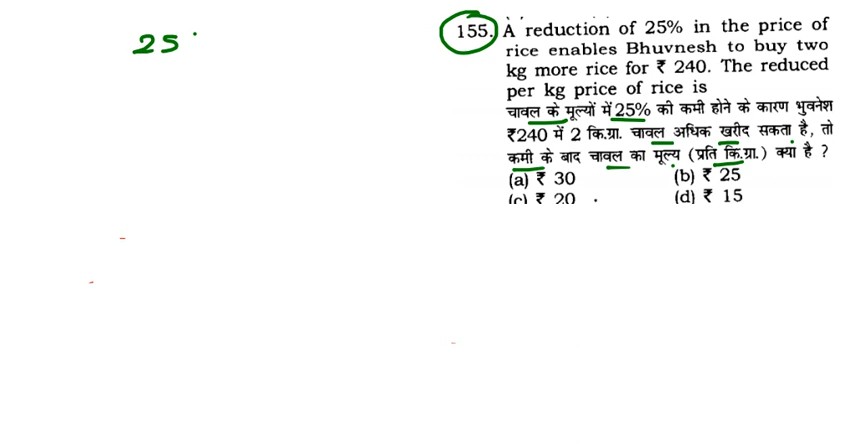 25
155. A reduction of 25% in the price of
rice enables Bhuvnesh to buy two
kg more rice for ₹ 240. The reduced
per kg price of rice is
चावल के मूल्यों में 25% की कमी होने के कारण भुवनेश
₹240 में 2 कि.ग्रा. चावल अधिक खरीद सकता है, तो
कमी के बाद चावल का मूल्य (प्रति कि.ग्रा.) क्या है ?
(a) ₹ 30 (b) ₹ 25
(c) ₹ 20 (d) ₹ 15